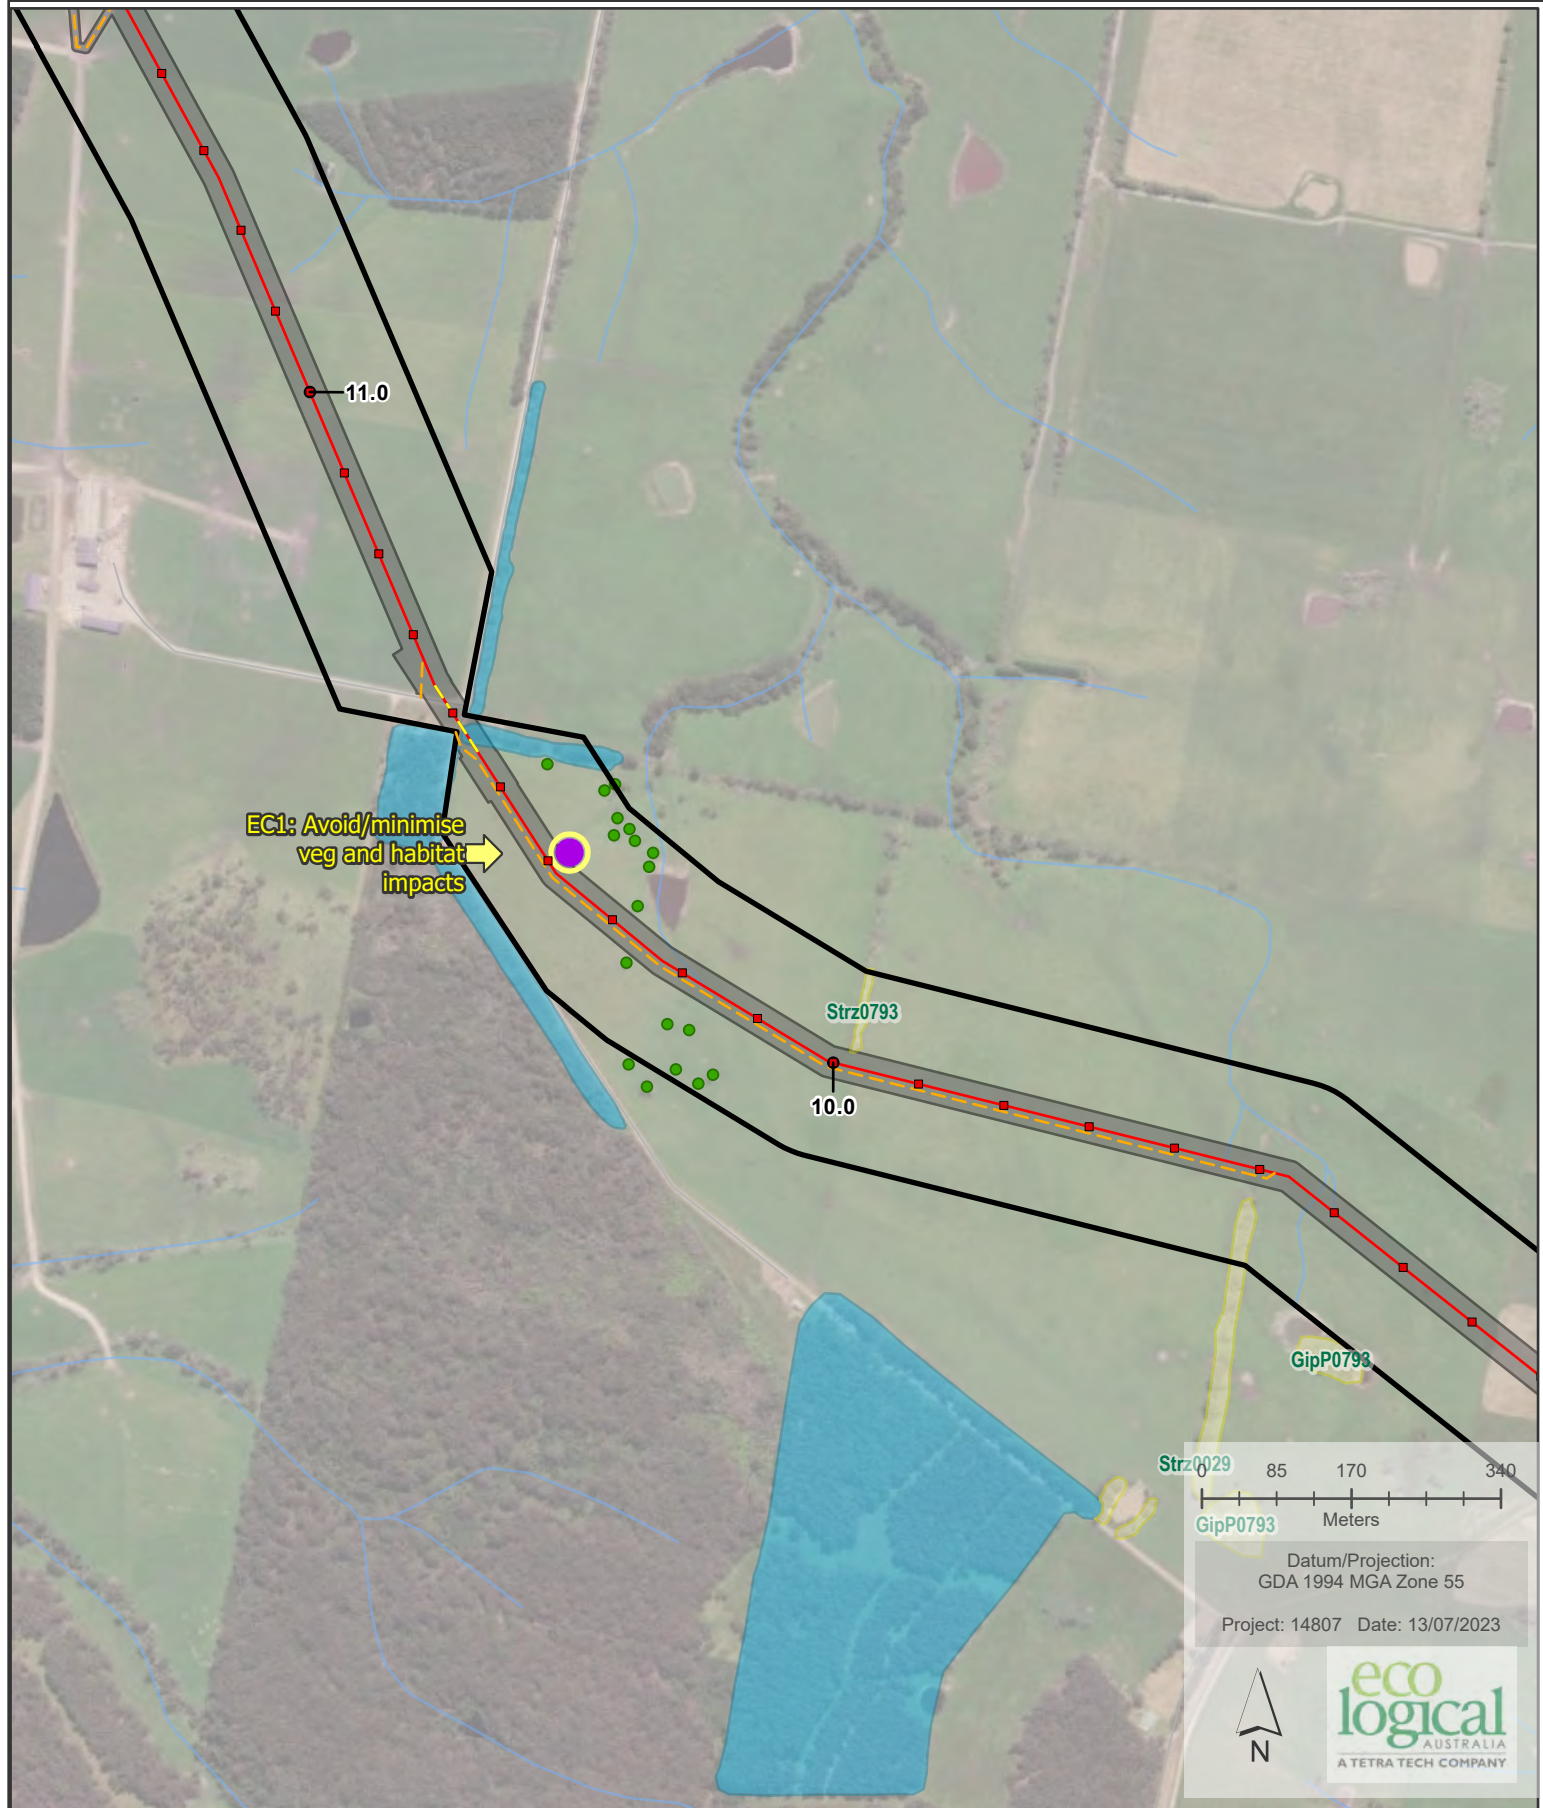 11.0
EC1: Avoid/minimise
veg and habitat
impacts
Strz0793
10.0
GipP0793
Strz0029
0 85 170 340
Meters
GipP0793
Datum/Projection:
GDA 1994 MGA Zone 55
Project: 14807 Date: 13/07/2023
N
eco
logical
AUSTRALIA
A TETRA TECH COMPANY